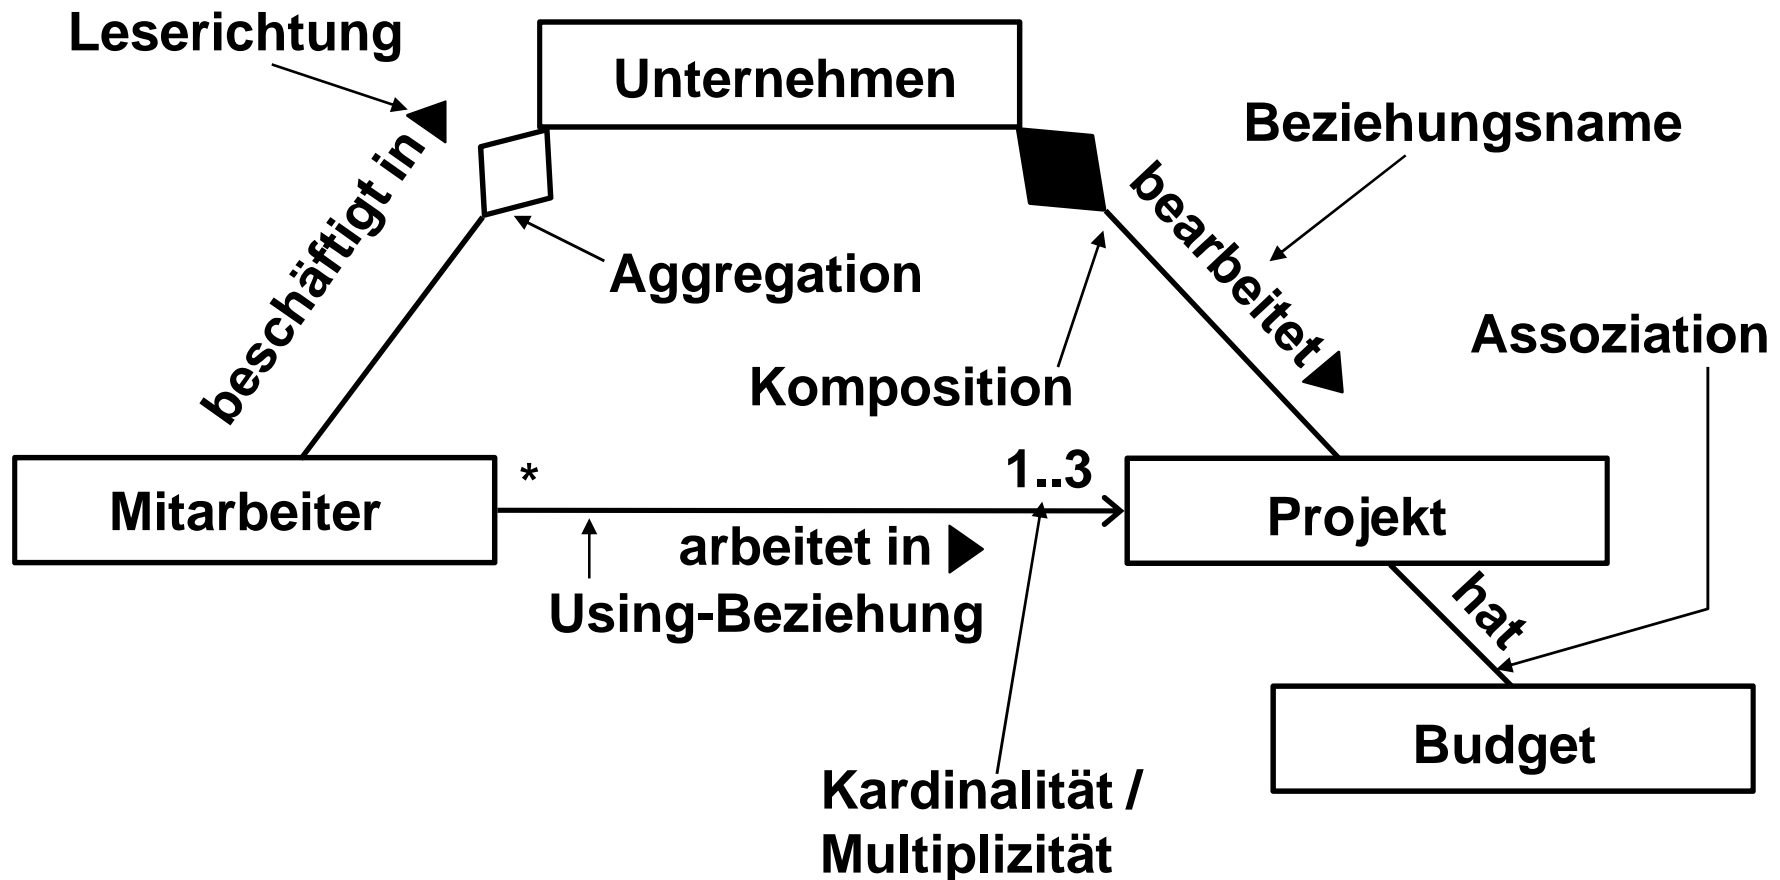 Leserichtung
Unternehmen
Beziehungsname
beschäftigt in
bearbeitet
Aggregation
Assoziation
Komposition
* 1..3
Mitarbeiter
Projekt
arbeitet in
Using-Beziehung
hat
Budget
Kardinalität /
Multiplizität